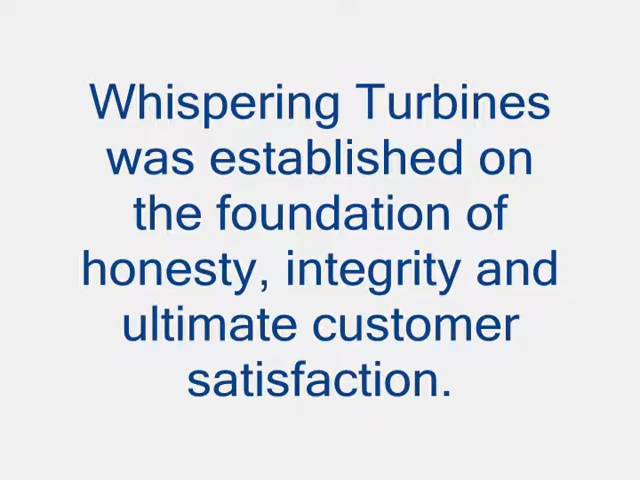 Whispering Turbines
was established on
the foundation of
honesty, integrity and
ultimate customer
satisfaction.